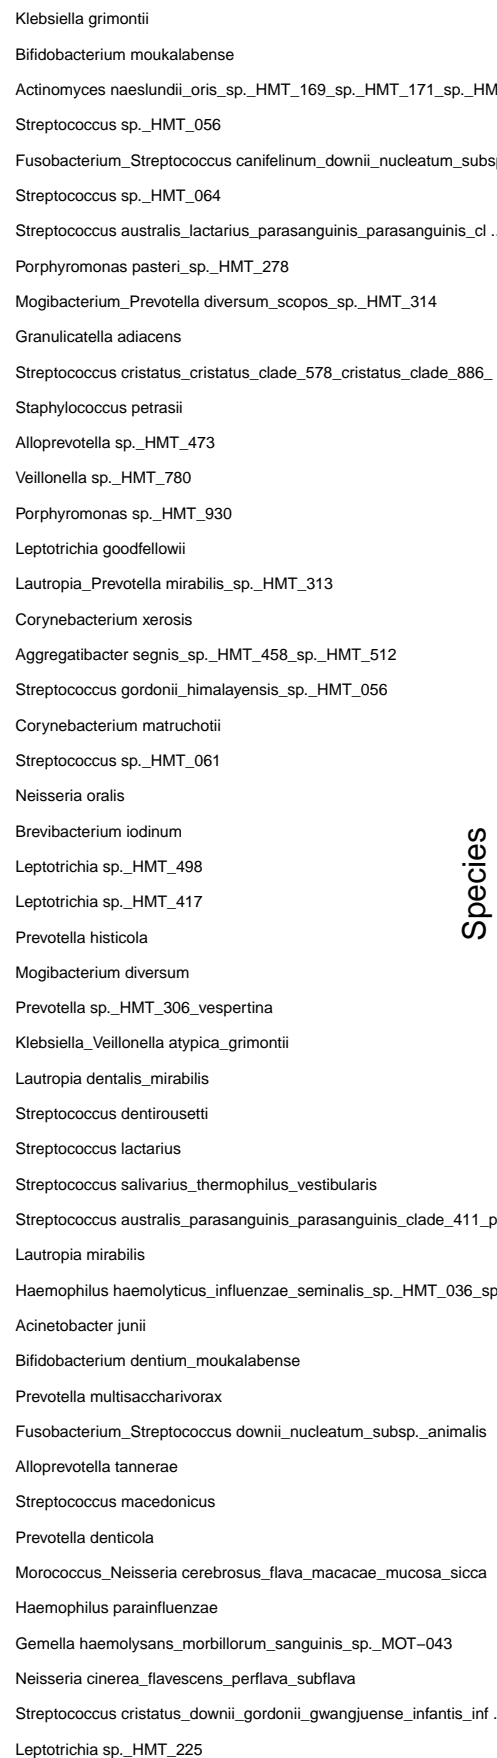 Klebsiella grimontii
Bifidobacterium moukalabense
Actinomyces naeslundii_oris_sp._HMT_169_sp._HMT_171_sp._HM
Streptococcus sp._HMT_056
Fusobacterium_Streptococcus canifelinum_downii_nucleatum_subsp
Streptococcus sp._HMT_064
Streptococcus australis_lactarius_parasanguinis_parasanguinis_cl ..
Porphyromonas pasteri_sp._HMT_278
Mogibacterium_Prevotella diversum_scopos_sp._HMT_314
Granulicatella adiacens
Streptococcus cristatus_cristatus_clade_578_cristatus_clade_886_
Staphylococcus petrasii
Alloprevotella sp._HMT_473
Veillonella sp._HMT_780
Porphyromonas sp._HMT_930
Leptotrichia goodfellowii
Lautropia_Prevotella mirabilis_sp._HMT_313
Corynebacterium xerosis
Aggregatibacter segnis_sp._HMT_458_sp._HMT_512
Streptococcus gordonii_himalayensis_sp._HMT_056
Corynebacterium matruchotii
Streptococcus sp._HMT_061
Neisseria oralis
Brevibacterium iodinum
Leptotrichia sp._HMT_498
Leptotrichia sp._HMT_417
Prevotella histicola
Mogibacterium diversum
Prevotella sp._HMT_306_vespertina
Klebsiella_Veillonella atypica_grimontii
Lautropia dentalis_mirabilis
Streptococcus dentirousetti
Streptococcus lactarius
Streptococcus salivarius_thermophilus_vestibularis
Streptococcus australis_parasanguinis_parasanguinis_clade_411_p
Lautropia mirabilis
Haemophilus haemolyticus_influenzae_seminalis_sp._HMT_036_sp
Acinetobacter junii
Bifidobacterium dentium_moukalabense
Prevotella multisaccharivorax
Fusobacterium_Streptococcus downii_nucleatum_subsp._animalis
Alloprevotella tannerae
Streptococcus macedonicus
Prevotella denticola
Morococcus_Neisseria cerebrosus_flava_macacae_mucosa_sicca
Haemophilus parainfluenzae
Gemella haemolysans_morbillorum_sanguinis_sp._MOT−043
Neisseria cinerea_flavescens_perflava_subflava
Streptococcus cristatus_downii_gordonii_gwangjuense_infantis_inf .
Leptotrichia sp._HMT_225
Species